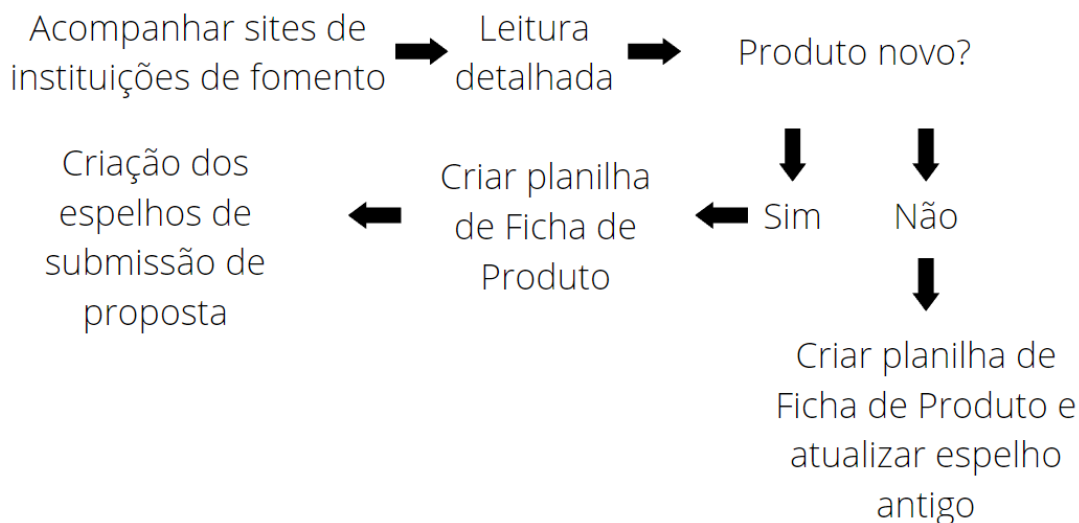 Acompanhar sites de
instituições de fomento
Leitura
detalhada
Produto novo?
Sim
Não
Criar planilha
de Ficha de
Produto
Criação dos
espelhos de
submissão de
proposta
Criar planilha de
Ficha de Produto e
atualizar espelho
antigo